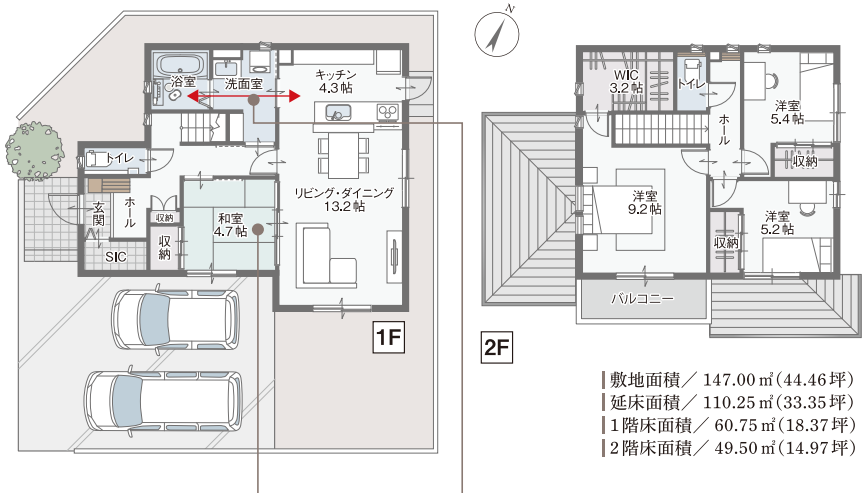 浴室
洗面室
キッチン
4.3帖
トイレ
玄関
ホール
収納
SIC
収納
和室
4.7帖
リビング・ダイニング
13.2帖
1F
N
WIC
3.2帖
トイレ
ホール
洋室
5.4帖
収納
洋室
9.2帖
収納
洋室
5.2帖
バルコニー
2F
敷地面積／147.00㎡(44.46坪)
延床面積／110.25㎡(33.35坪)
1階床面積／60.75㎡(18.37坪)
2階床面積／49.50㎡(14.97坪)